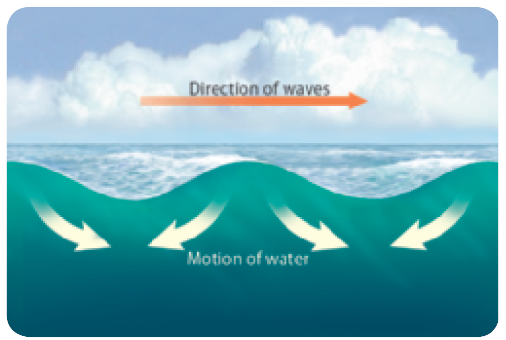 Direction of waves
Motion of water